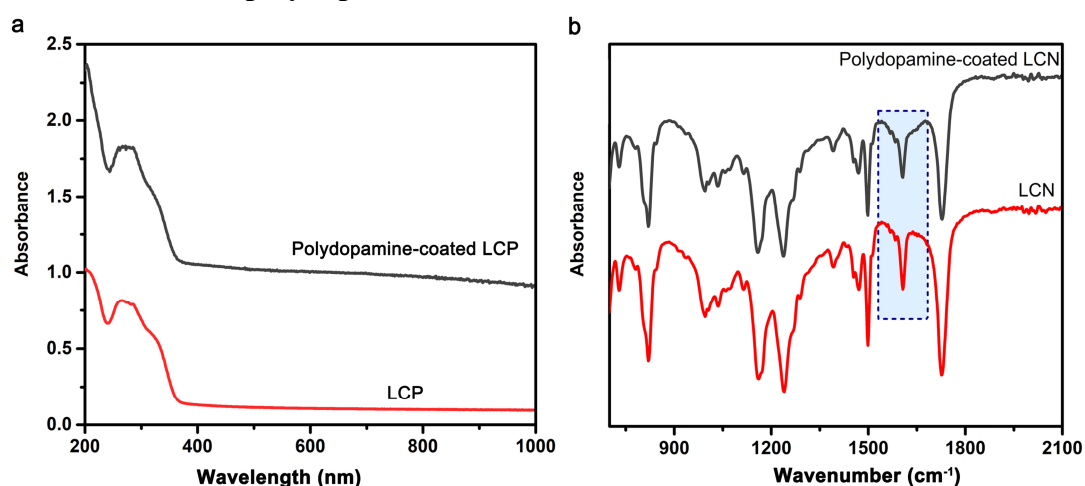 a
2.5
2.0
1.5
1.0
0.5
0.0
Absorbance
Polydopamine-coated LCP
LCP
200 400 600 800 1000
Wavelength (nm)
b
Absorbance
Polydopamine-coated LCN
LCN
900 1200 1500 1800 2100
Wavenumber (cm⁻¹)